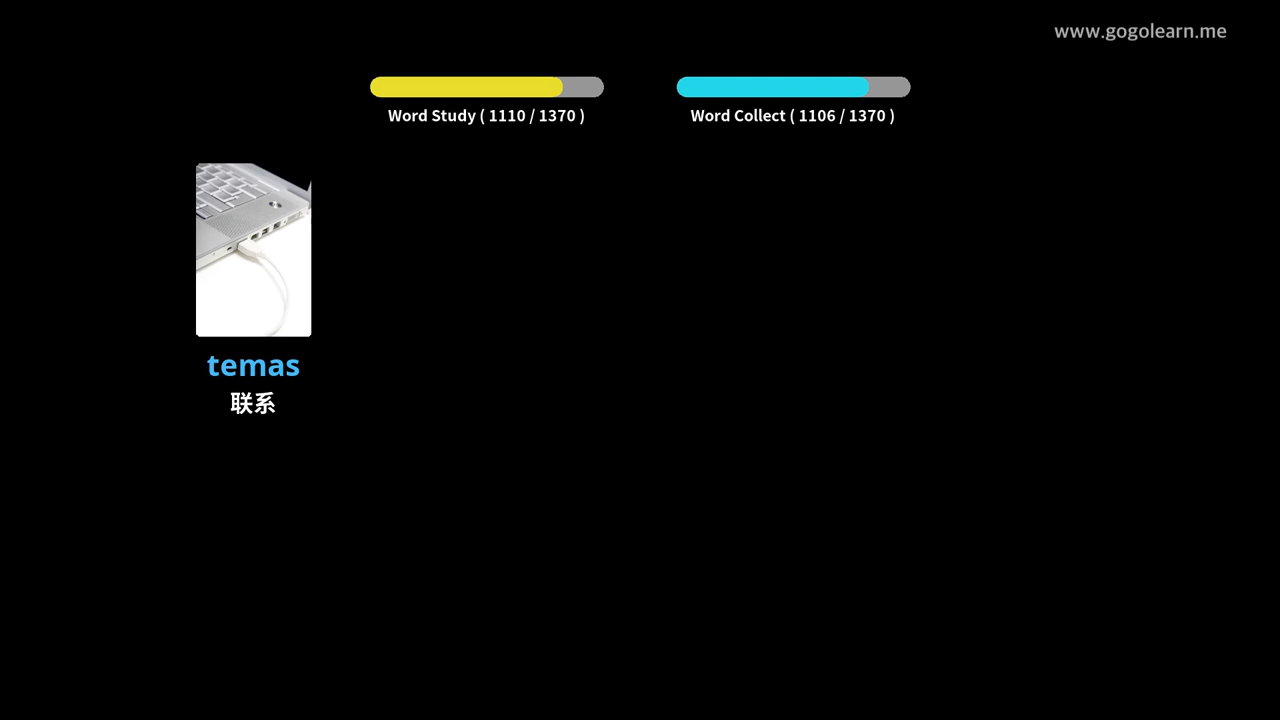 www.gogolearn.me
Word Study ( 1110 / 1370 )
Word Collect ( 1106 / 1370 )
temas
联系